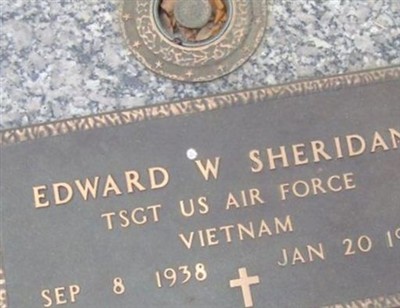 EDWARD W SHERIDAN
TSGT US AIR FORCE
VIETNAM
SEP 8 1938 JAN 20